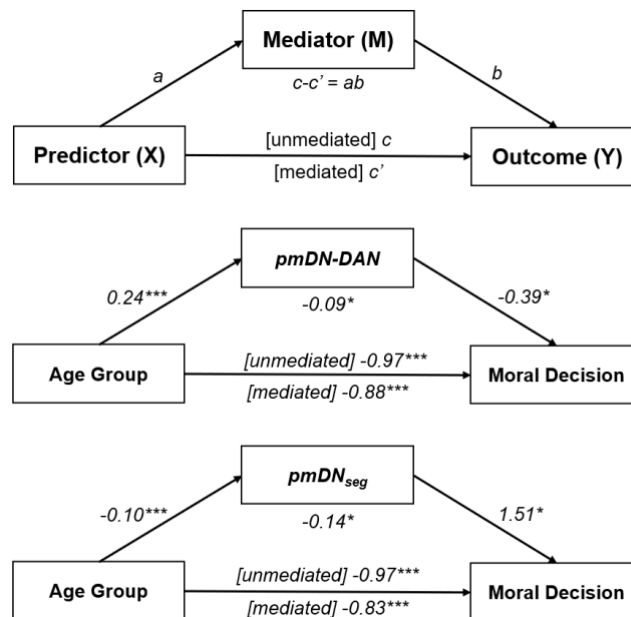 Mediator (M)
a
c-c’ = ab
b
Predictor (X)
[unmediated] c
[mediated] c’
Outcome (Y)
pmDN-DAN
0.24***
-0.09*
-0.39*
Age Group
[unmediated] -0.97***
[mediated] -0.88***
Moral Decision
pmDNseg
-0.10***
-0.14*
1.51*
Age Group
[unmediated] -0.97***
[mediated] -0.83***
Moral Decision